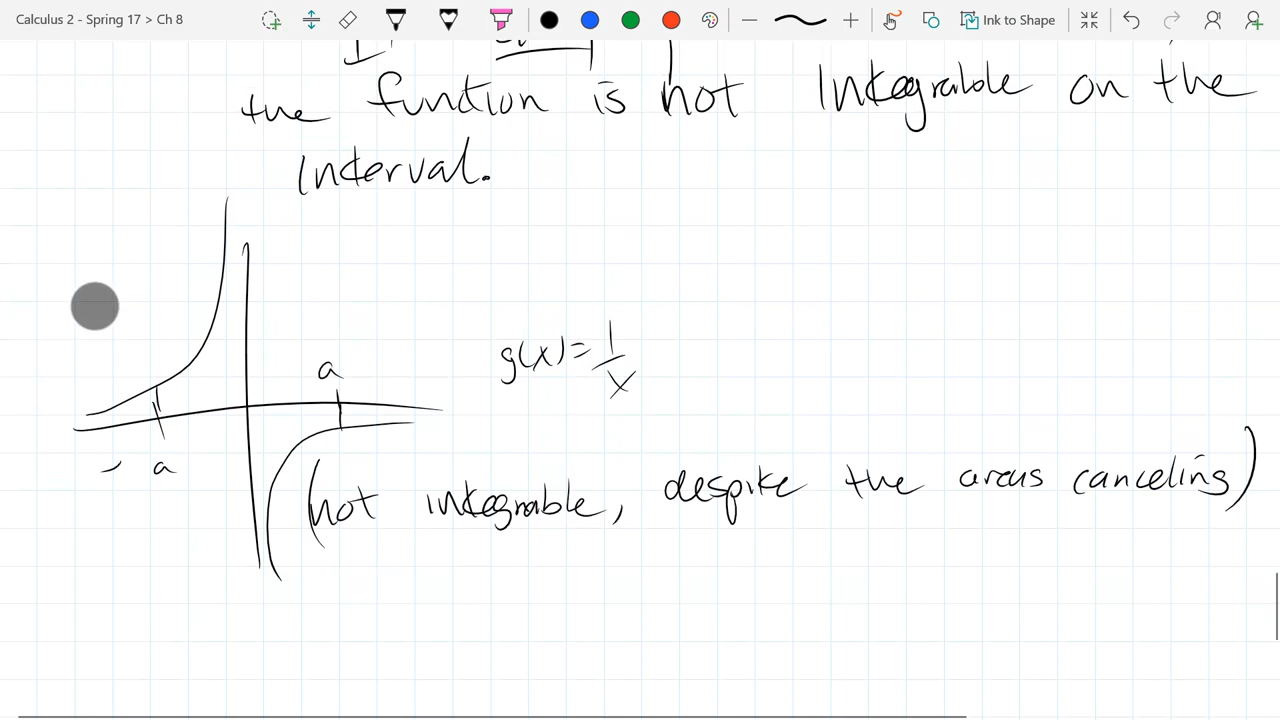 Calculus 2 - Spring 17 > Ch 8
Ink to Shape
the function is not Integrable on the
interval.
a
g(x)=1/x
- a
(not integrable, despite the areas canceling)